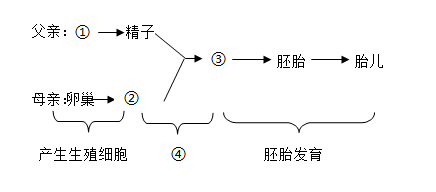 父亲：① 精子
③ 胚胎 胎儿
母亲:卵巢 ②
产生生殖细胞 ④ 胚胎发育